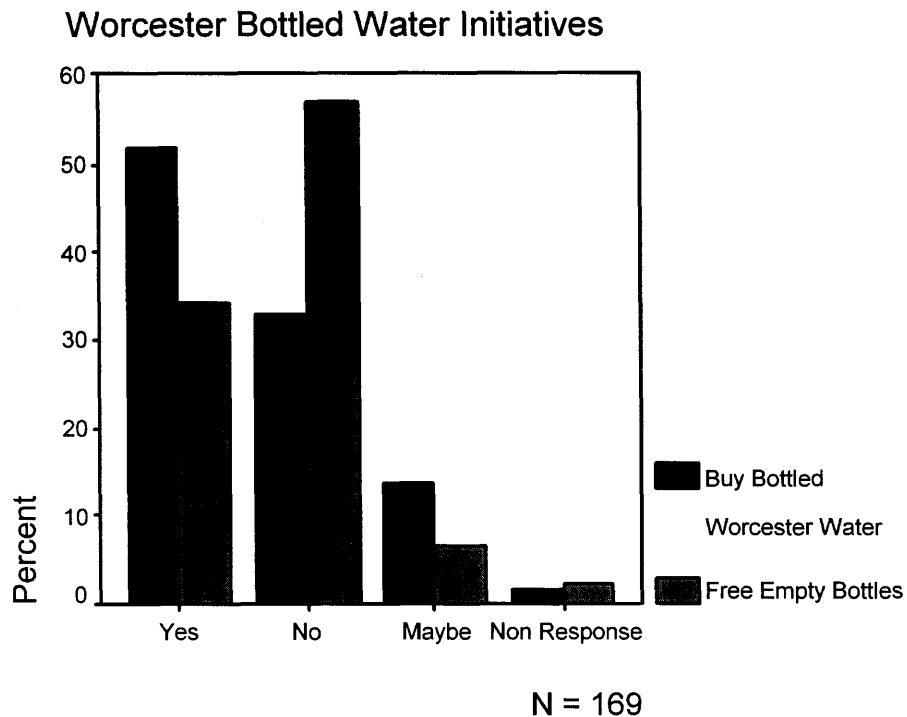 Worcester Bottled Water Initiatives
60
50
40
30
20
10
0
Percent
Yes No Maybe Non Response
Buy Bottled
Worcester Water
Free Empty Bottles
N = 169